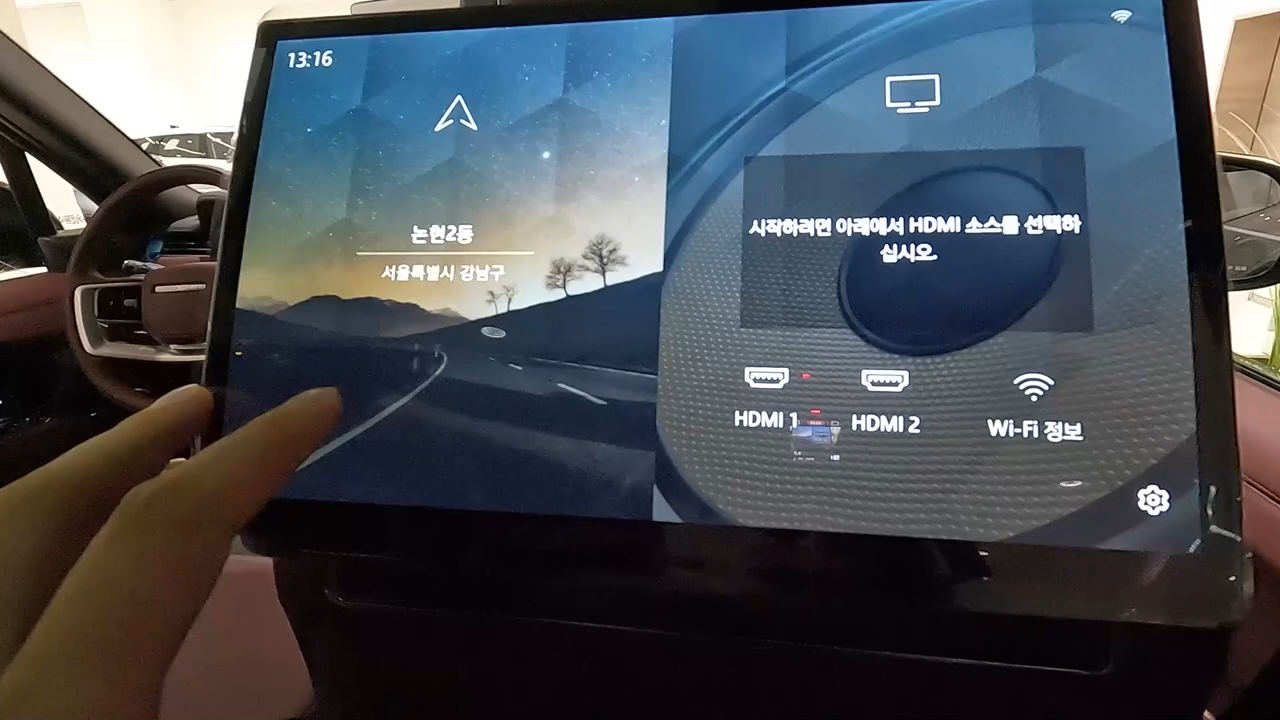 13:16
논현2동
서울특별시 강남구
시작하려면 아래에서 HDMI 소스를 선택하
십시오.
HDMI 1
HDMI 2
Wi-Fi 정보